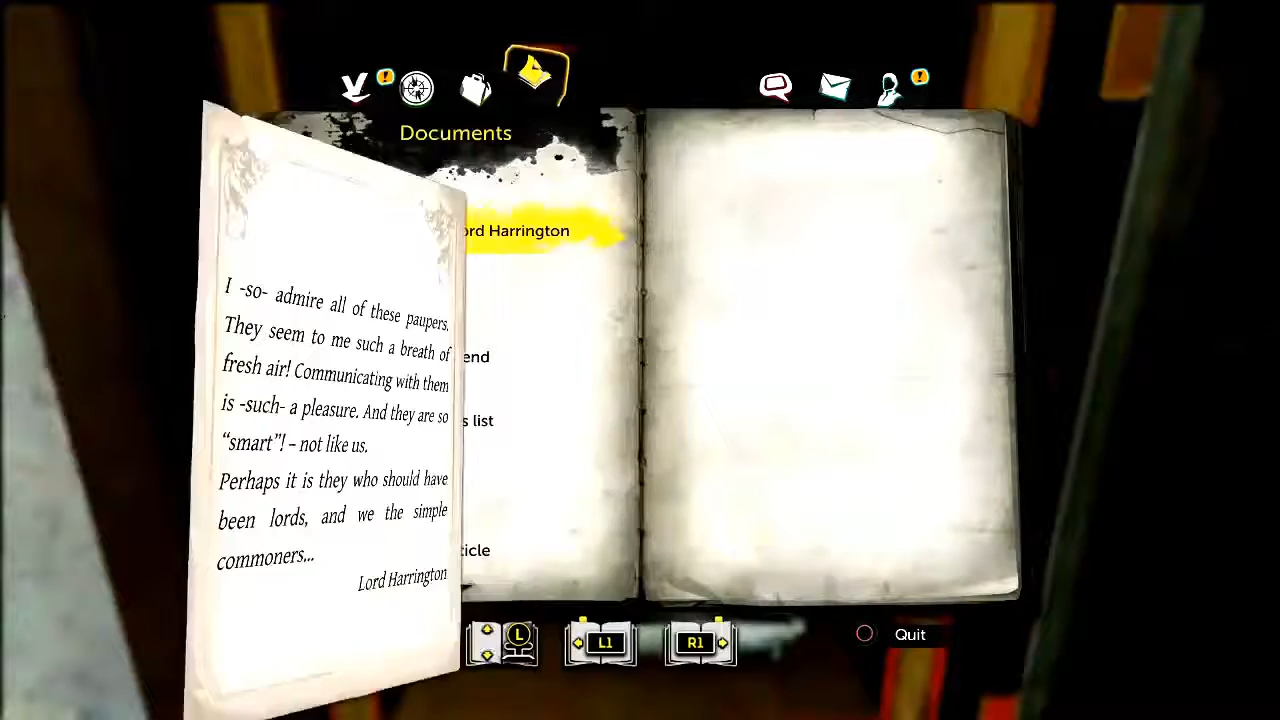 Documents
ord Harrington
end
s list
ticle
I -so- admire all of these paupers.
They seem to me such a breath of
fresh air! Communicating with them
is -such- a pleasure. And they are so
“smart”! – not like us.
Perhaps it is they who should have
been lords, and we the simple
commoners...
Lord Harrington
L
L1
R1
Quit